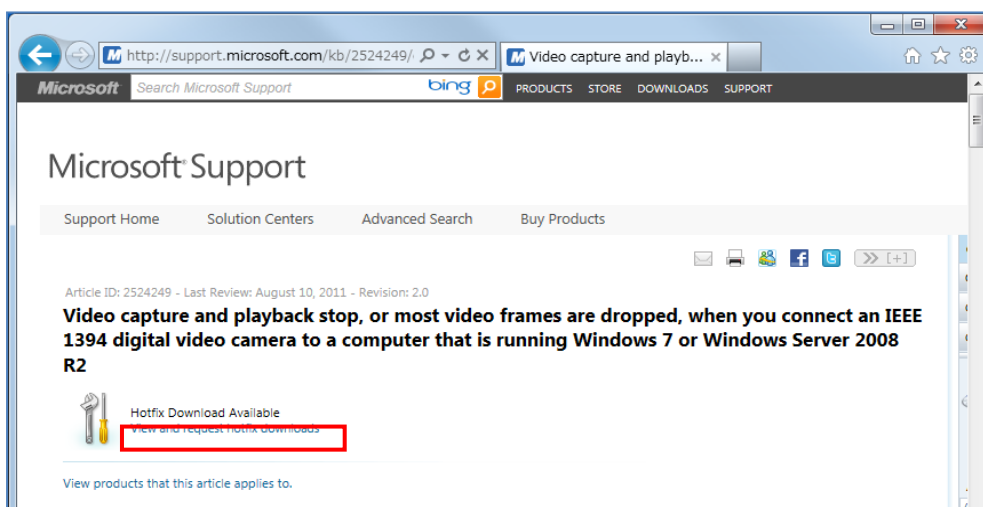 http://support.microsoft.com/kb/2524249/
Video capture and playb...
Microsoft Search Microsoft Support bing PRODUCTS STORE DOWNLOADS SUPPORT
Microsoft Support
Support Home Solution Centers Advanced Search Buy Products
[+]
Article ID: 2524249 - Last Review: August 10, 2011 - Revision: 2.0
Video capture and playback stop, or most video frames are dropped, when you connect an IEEE
1394 digital video camera to a computer that is running Windows 7 or Windows Server 2008
R2
Hotfix Download Available
View and request hotfix downloads
View products that this article applies to.